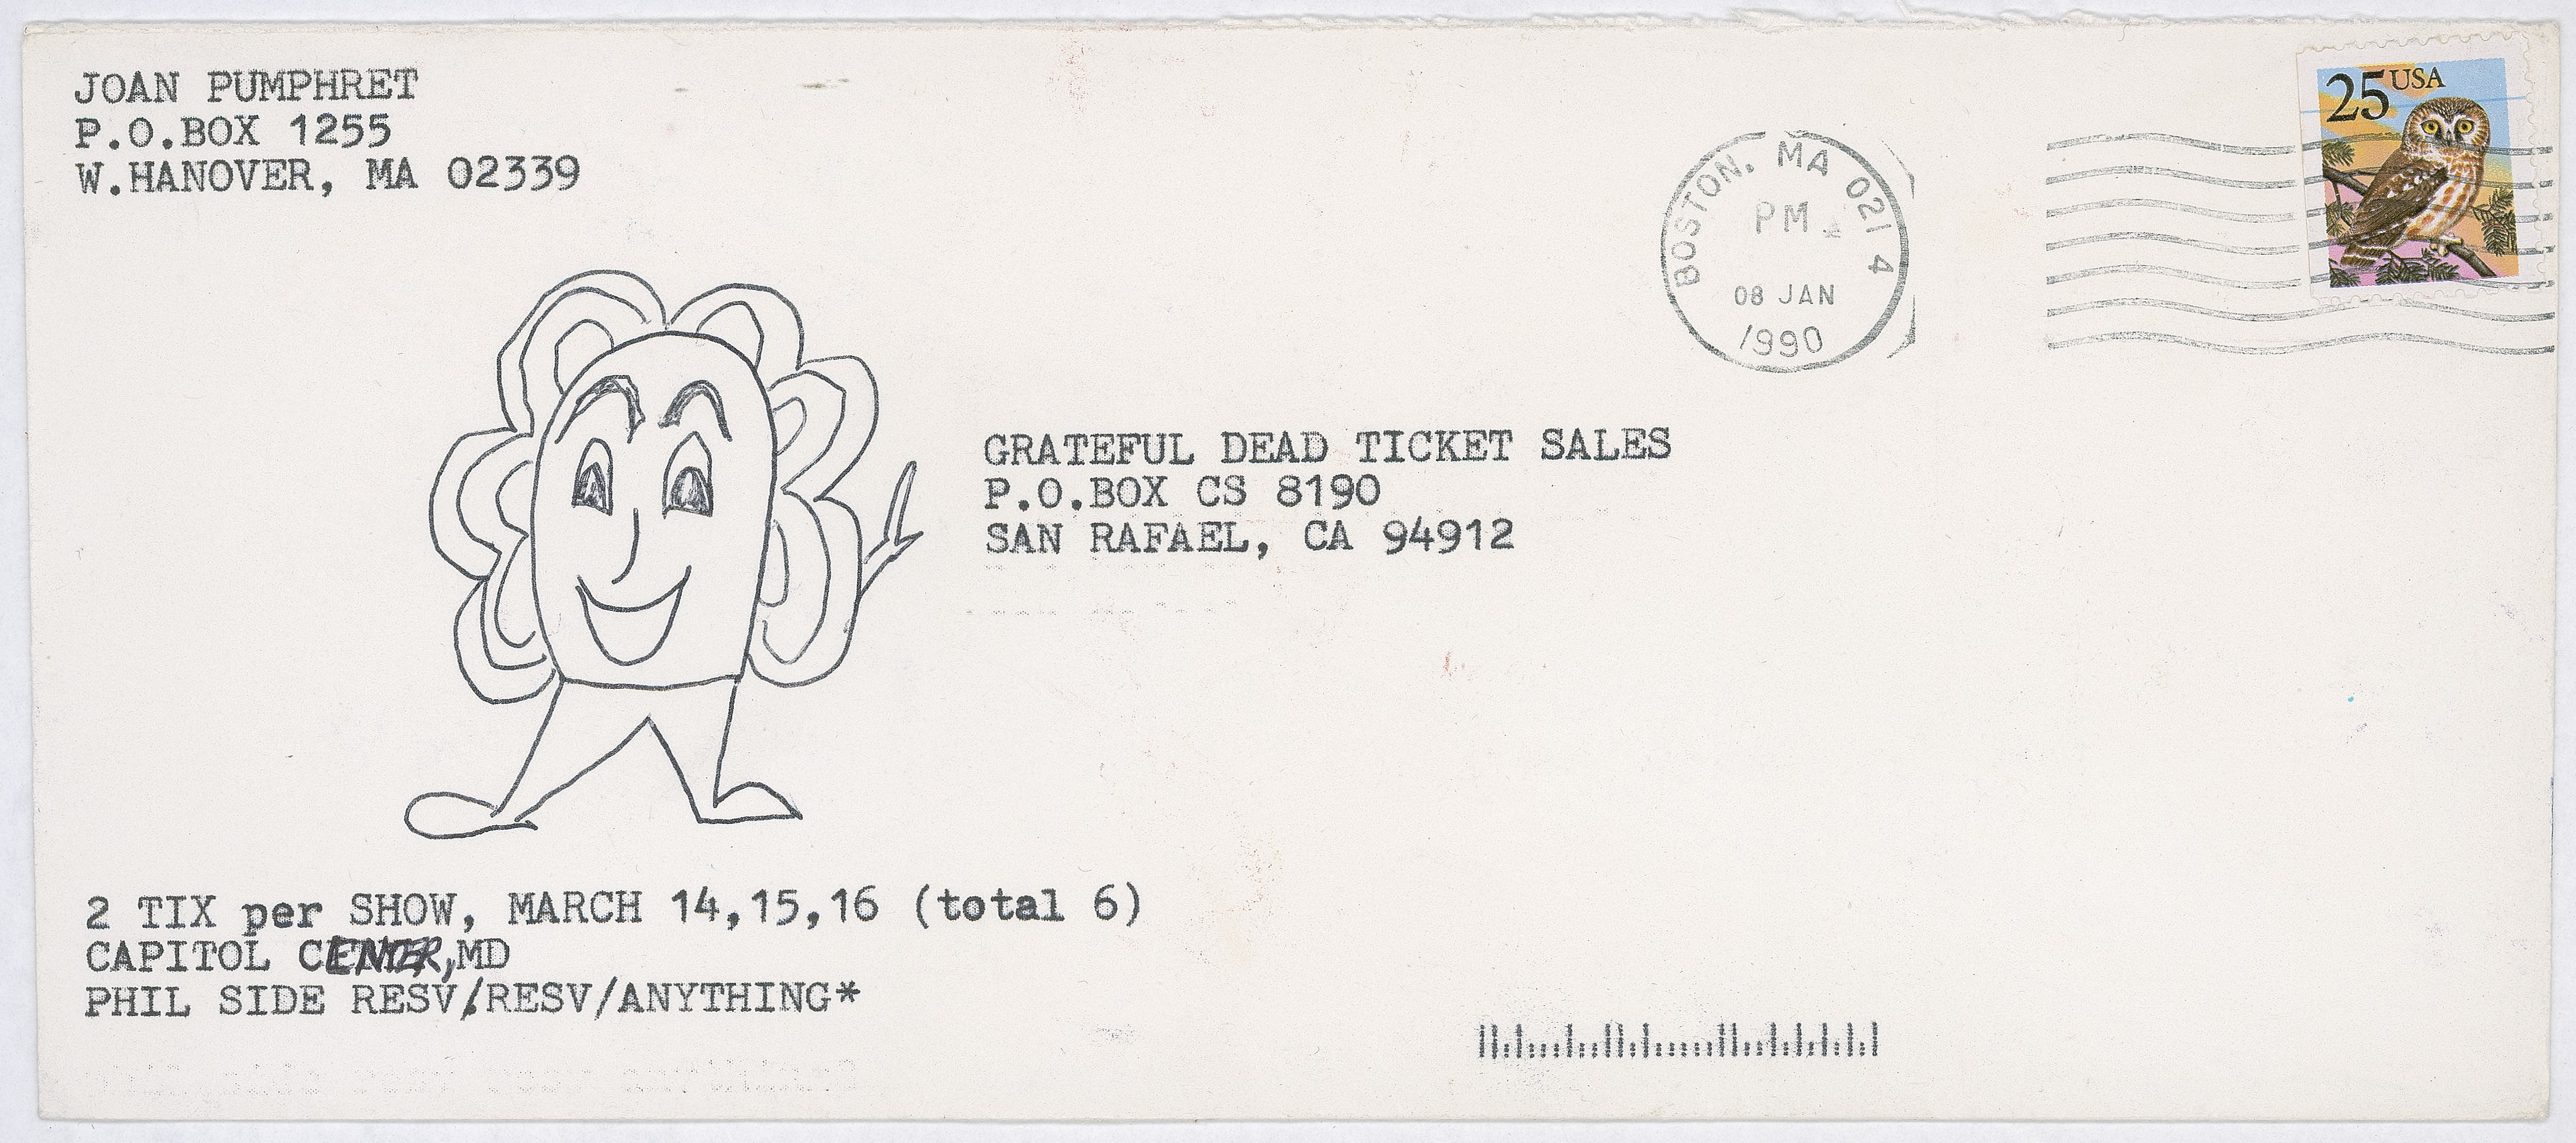 JOAN PUMPHRET
P.O.BOX 1255
W.HANOVER, MA 02339
25 USA
BOSTON, MA 021 4
PM
08 JAN
1990
GRATEFUL DEAD TICKET SALES
P.O.BOX CS 8190
SAN RAFAEL, CA 94912
2 TIX per SHOW, MARCH 14,15,16 (total 6)
CAPITOL CENTER,MD
PHIL SIDE RESV/RESV/ANYTHING*